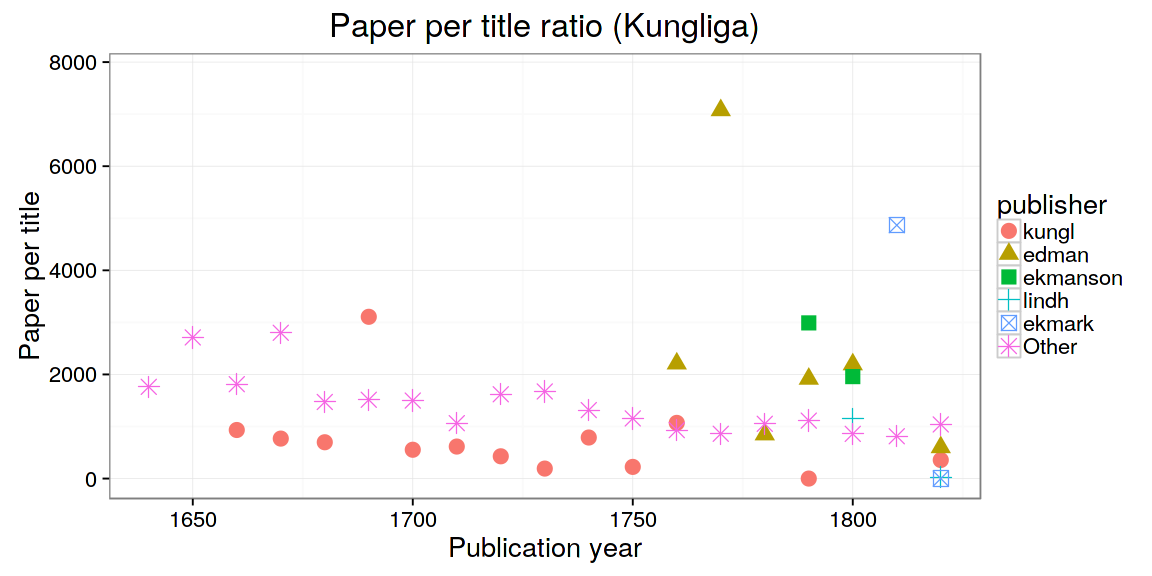 Paper per title ratio (Kungliga)
Paper per title
8000
6000
4000
2000
0
1650
1700
1750
1800
Publication year
publisher
kungl
edman
ekmanson
lindh
ekmark
Other